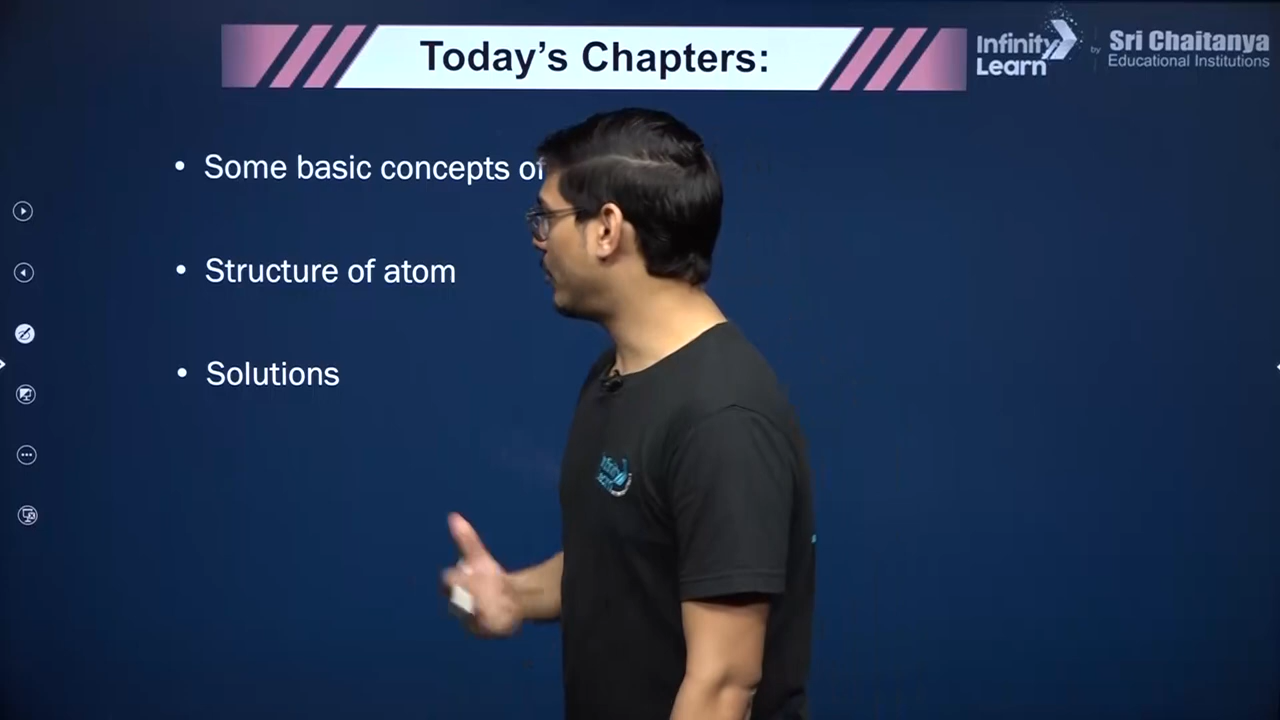 Today's Chapters:
Infinity
Learn
by
Sri Chaitanya
Educational Institutions
• Some basic concepts of
• Structure of atom
• Solutions